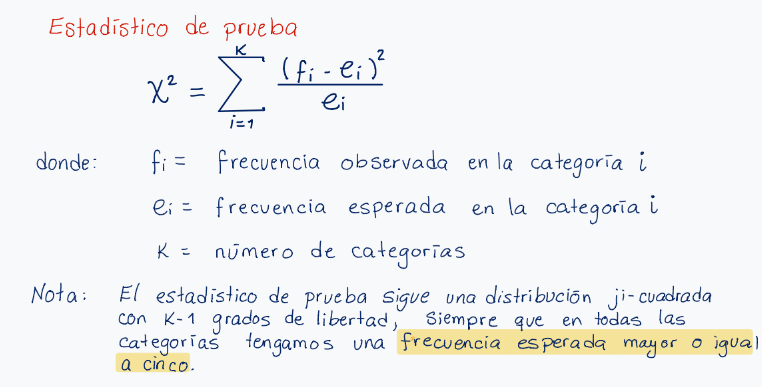 Estadístico de prueba
χ² = ∑_{i=1}^{K} (fi - ei)² / ei
donde: fi = frecuencia observada en la categoría i
ei = frecuencia esperada en la categoría i
K = número de categorías
Nota: El estadístico de prueba sigue una distribución ji-cuadrada
con K-1 grados de libertad, siempre que en todas las
categorías tengamos una frecuencia esperada mayor o igual
a cinco.